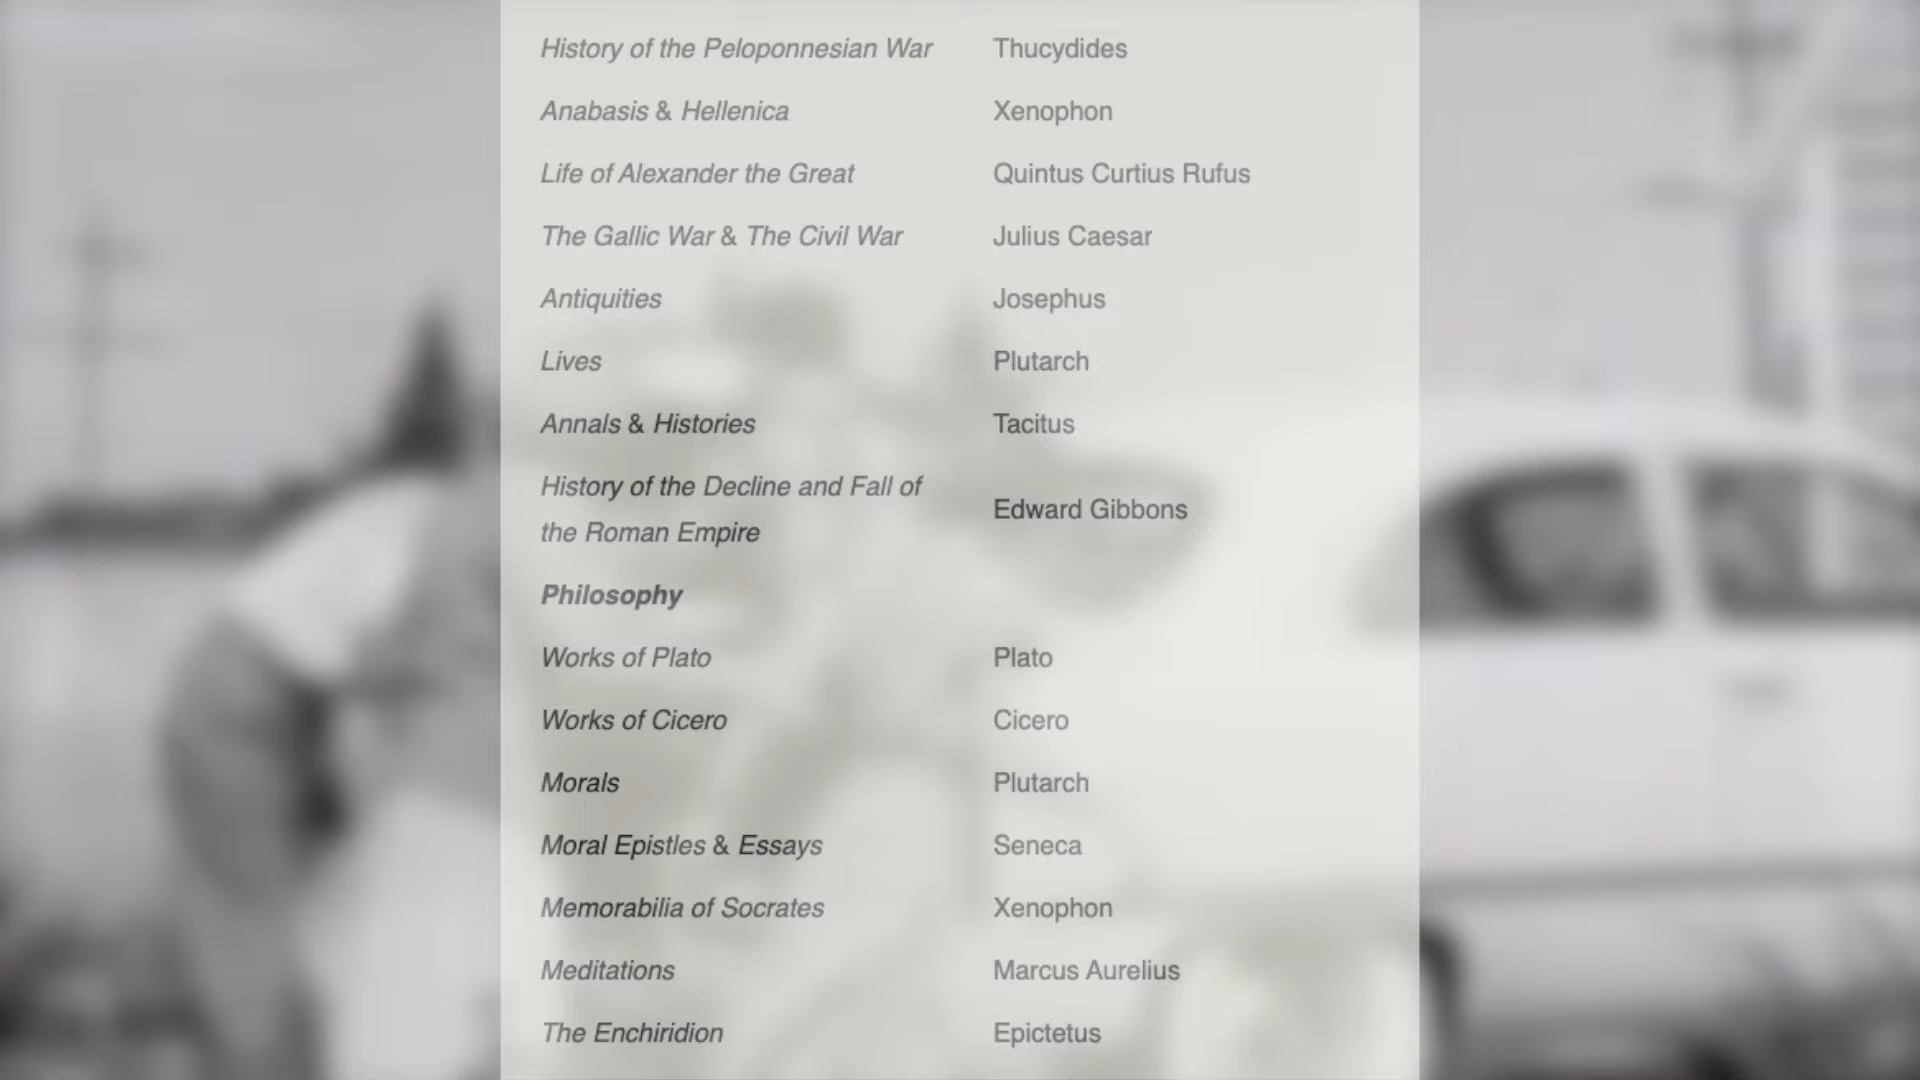 History of the Peloponnesian War Thucydides
Anabasis & Hellenica Xenophon
Life of Alexander the Great Quintus Curtius Rufus
The Gallic War & The Civil War Julius Caesar
Antiquities Josephus
Lives Plutarch
Annals & Histories Tacitus
History of the Decline and Fall of
the Roman Empire Edward Gibbons
Philosophy
Works of Plato Plato
Works of Cicero Cicero
Morals Plutarch
Moral Epistles & Essays Seneca
Memorabilia of Socrates Xenophon
Meditations Marcus Aurelius
The Enchiridion Epictetus